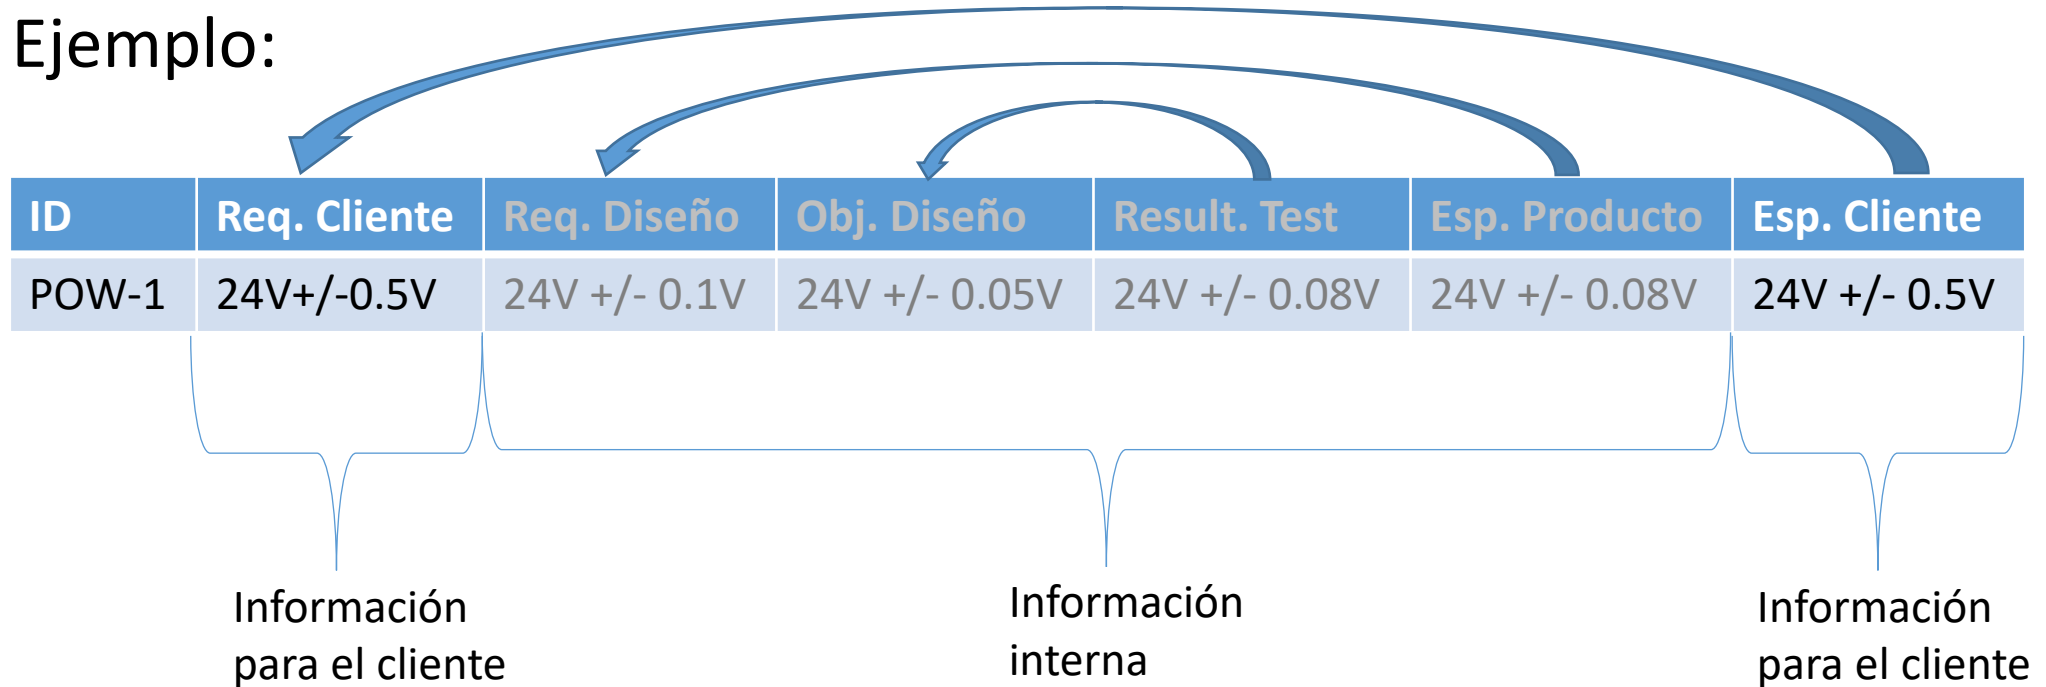 Ejemplo:
ID Req. Cliente Req. Diseño Obj. Diseño Result. Test Esp. Producto Esp. Cliente
POW-1 24V+/-0.5V 24V +/- 0.1V 24V +/- 0.05V 24V +/- 0.08V 24V +/- 0.08V 24V +/- 0.5V
Información
para el cliente
Información
interna
Información
para el cliente